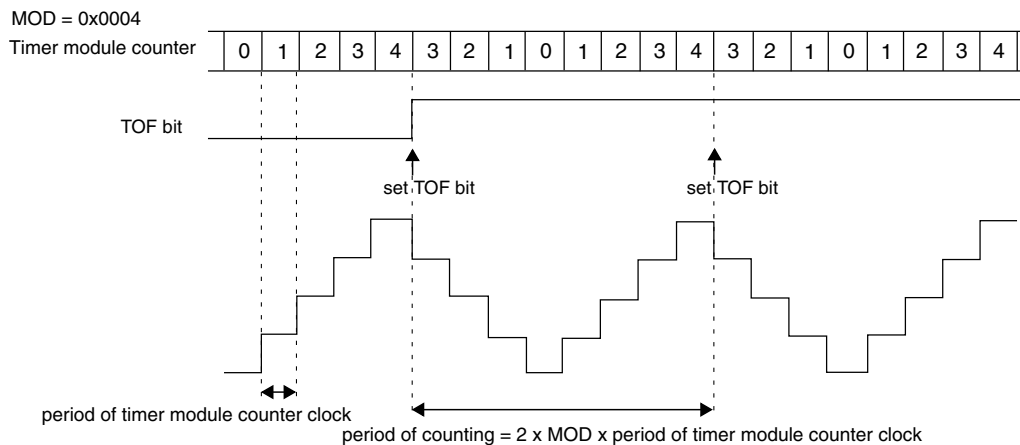 MOD = 0x0004
Timer module counter 0 1 2 3 4 3 2 1 0 1 2 3 4 3 2 1 0 1 2 3 4
TOF bit
set TOF bit set TOF bit
period of timer module counter clock
period of counting = 2 x MOD x period of timer module counter clock